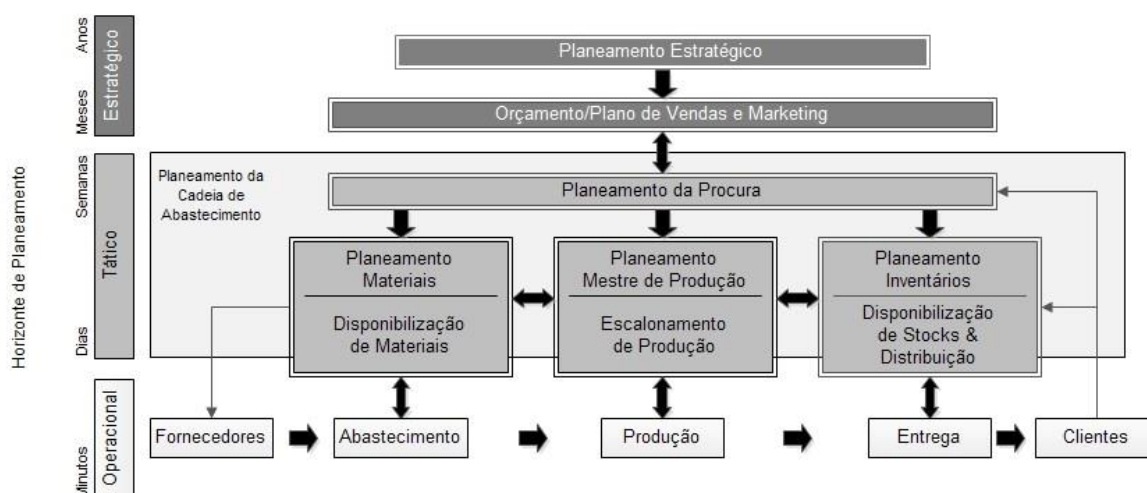 Horizonte de Planeamento
Anos
Meses
Estratégico
Planeamento Estratégico
Orçamento/Plano de Vendas e Marketing
Semanas
Dias
Tático
Planeamento da
Cadeia de
Abastecimento
Planeamento da Procura
Planeamento
Materiais
Disponibilização
de Materiais
Planeamento
Mestre de Produção
Escalonamento
de Produção
Planeamento
Inventários
Disponibilização
de Stocks &
Distribuição
Minutos
Operacional
Fornecedores
Abastecimento
Produção
Entrega
Clientes